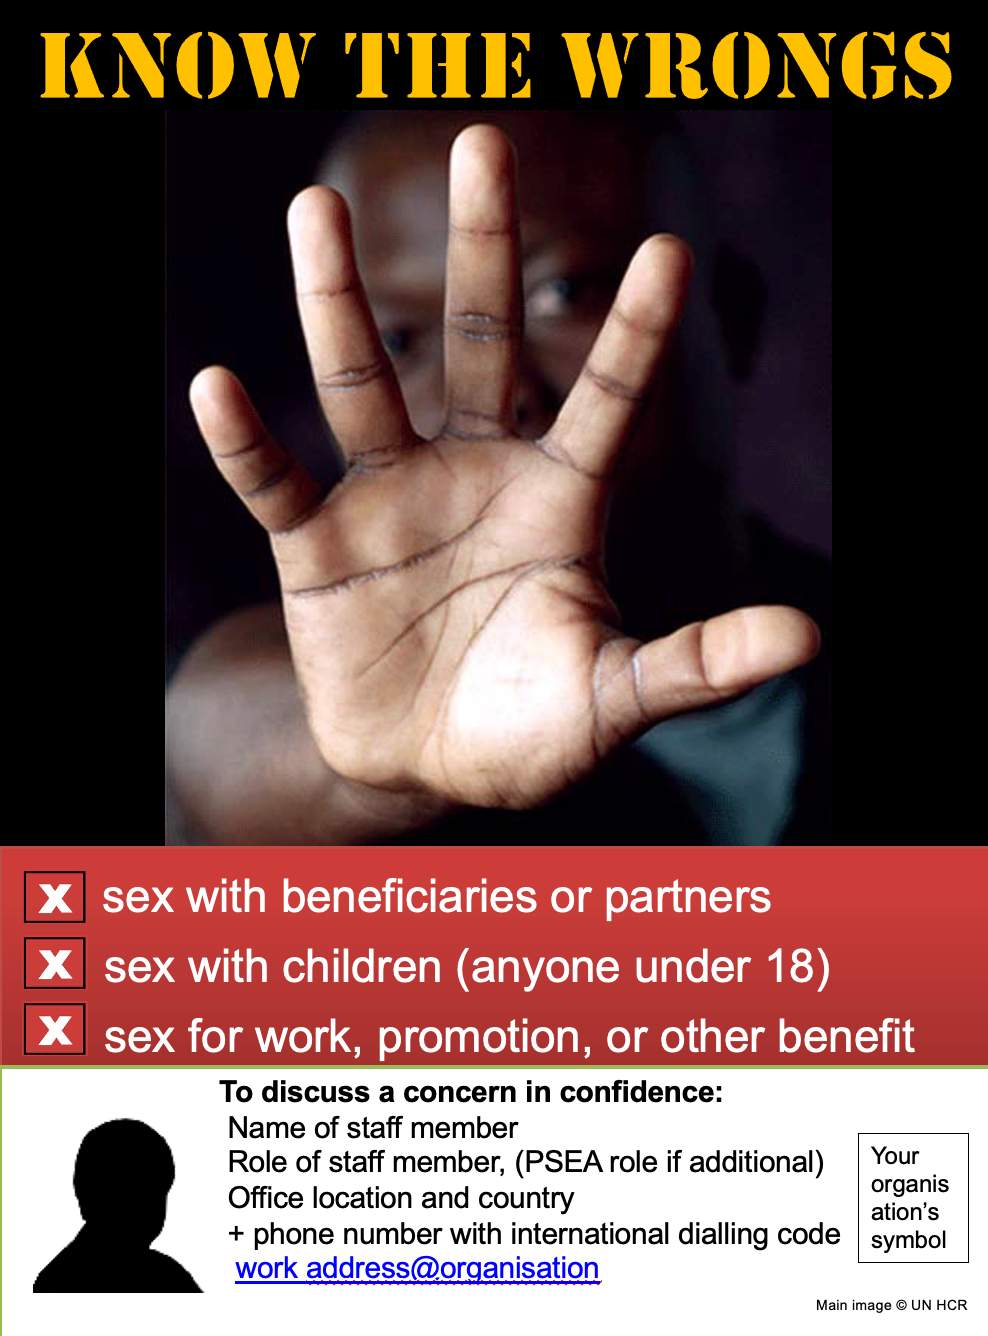 KNOW THE WRONGS
X sex with beneficiaries or partners
X sex with children (anyone under 18)
X sex for work, promotion, or other benefit
To discuss a concern in confidence:
Name of staff member
Role of staff member, (PSEA role if additional)
Office location and country
+ phone number with international dialling code
work address@organisation
Your
organis
ation’s
symbol
Main image © UN HCR